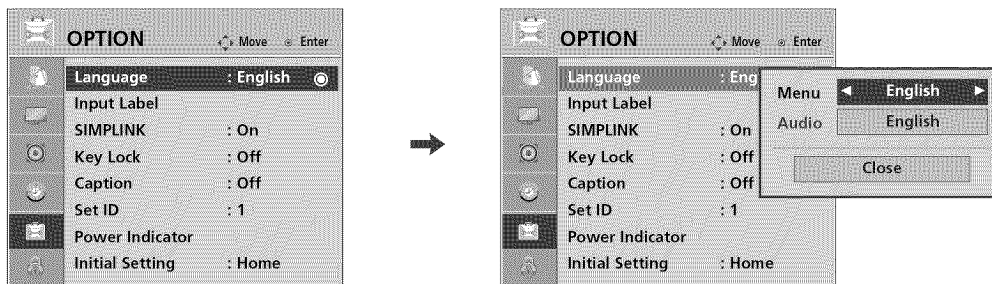 OPTION Move Enter
Language : English
Input Label
SIMPLINK : On
Key Lock : Off
Caption : Off
Set ID : 1
Power Indicator
Initial Setting : Home
OPTION Move Enter
Language : Eng
Input Label
SIMPLINK : On
Key Lock : Off
Caption : Off
Set ID : 1
Power Indicator
Initial Setting : Home
Menu ◄ English ►
Audio English
Close